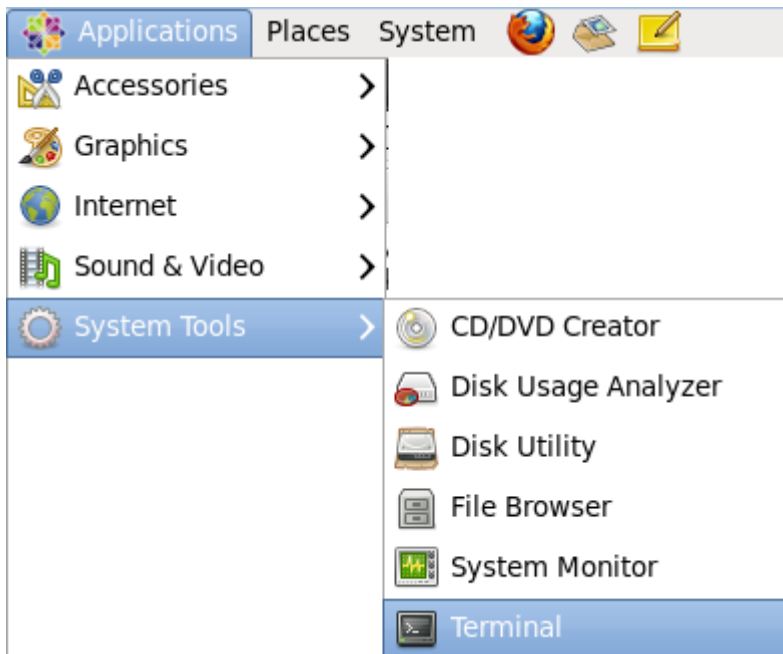 Applications Places System
Accessories
Graphics
Internet
Sound & Video
System Tools
CD/DVD Creator
Disk Usage Analyzer
Disk Utility
File Browser
System Monitor
Terminal